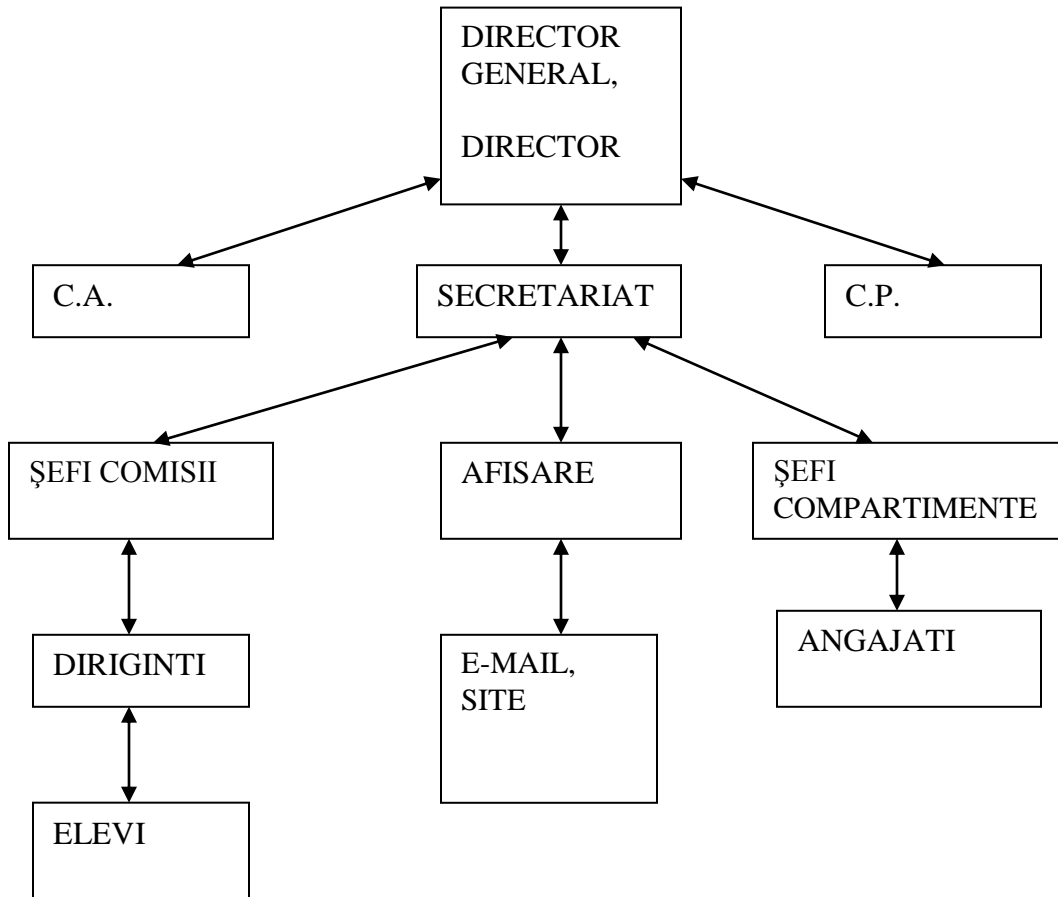 DIRECTOR
GENERAL,
DIRECTOR
C.A.
SECRETARIAT
C.P.
ŞEFI COMISII
AFISARE
ŞEFI
COMPARTIMENTE
DIRIGINTI
E-MAIL,
SITE
ANGAJATI
ELEVI